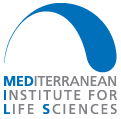 MEDITERRANEAN
INSTITUTE FOR
LIFE SCIENCES